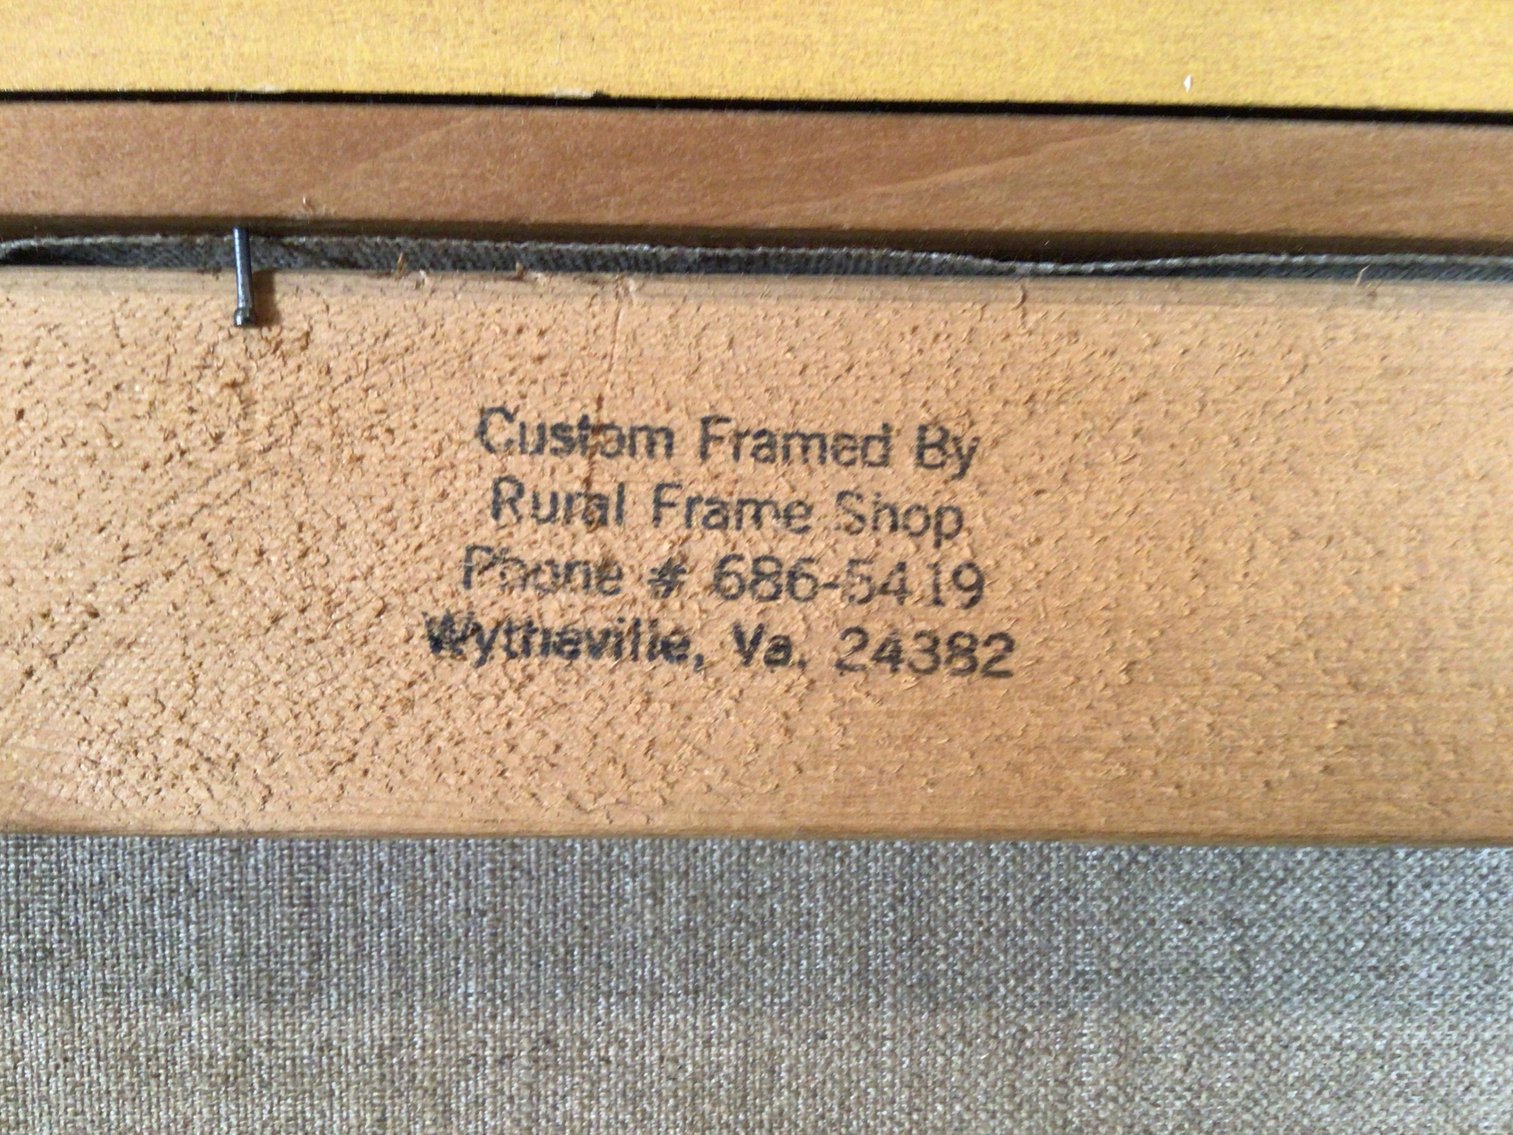 Custom Framed By
Rural Frame Shop
Phone # 686-5419
Wytheville, Va. 24382